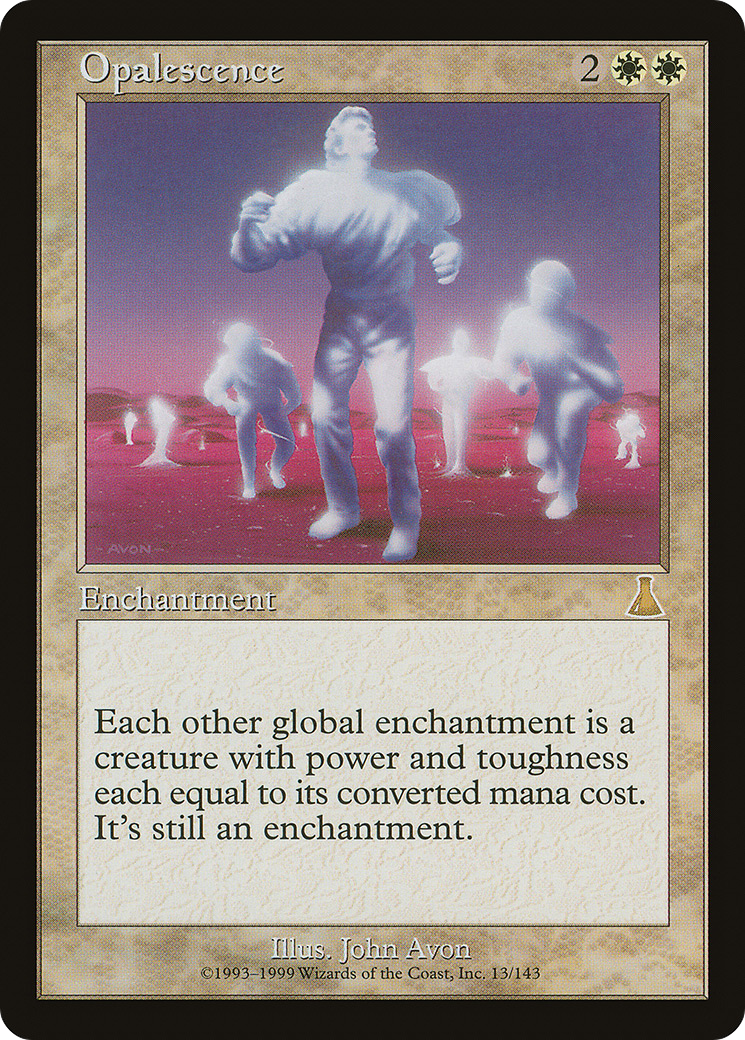 Opalescence 2
- AVON -
Enchantment
Each other global enchantment is a
creature with power and toughness
each equal to its converted mana cost.
It's still an enchantment.
Illus. John Avon
©1993–1999 Wizards of the Coast, Inc. 13/143